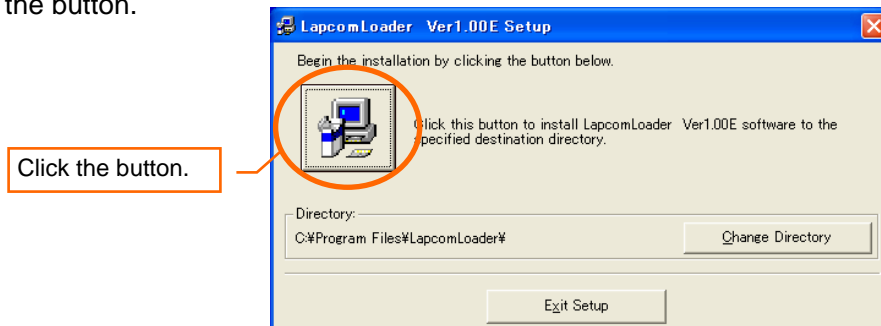 the button.
LapcomLoader Ver1.00E Setup
Begin the installation by clicking the button below.
Click this button to install LapcomLoader Ver1.00E software to the
specified destination directory.
Click the button.
Directory:
C:¥Program Files¥LapcomLoader¥
Change Directory
Exit Setup